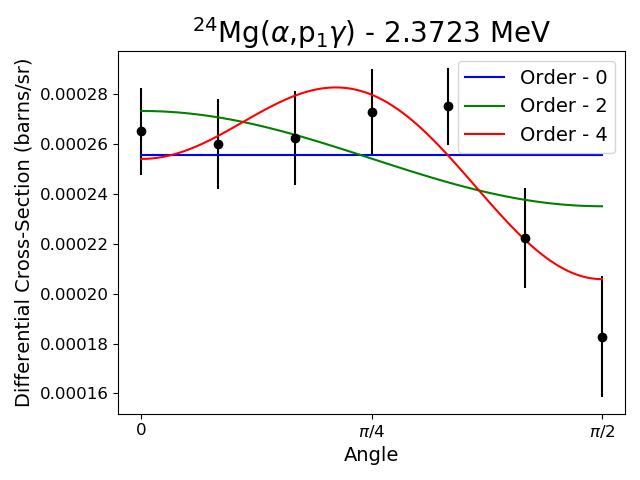 ²⁴Mg(α,p₁γ) - 2.3723 MeV
Differential Cross-Section (barns/sr)
0.00028
0.00026
0.00024
0.00022
0.00020
0.00018
0.00016
Order - 0
Order - 2
Order - 4
0
π/4
π/2
Angle